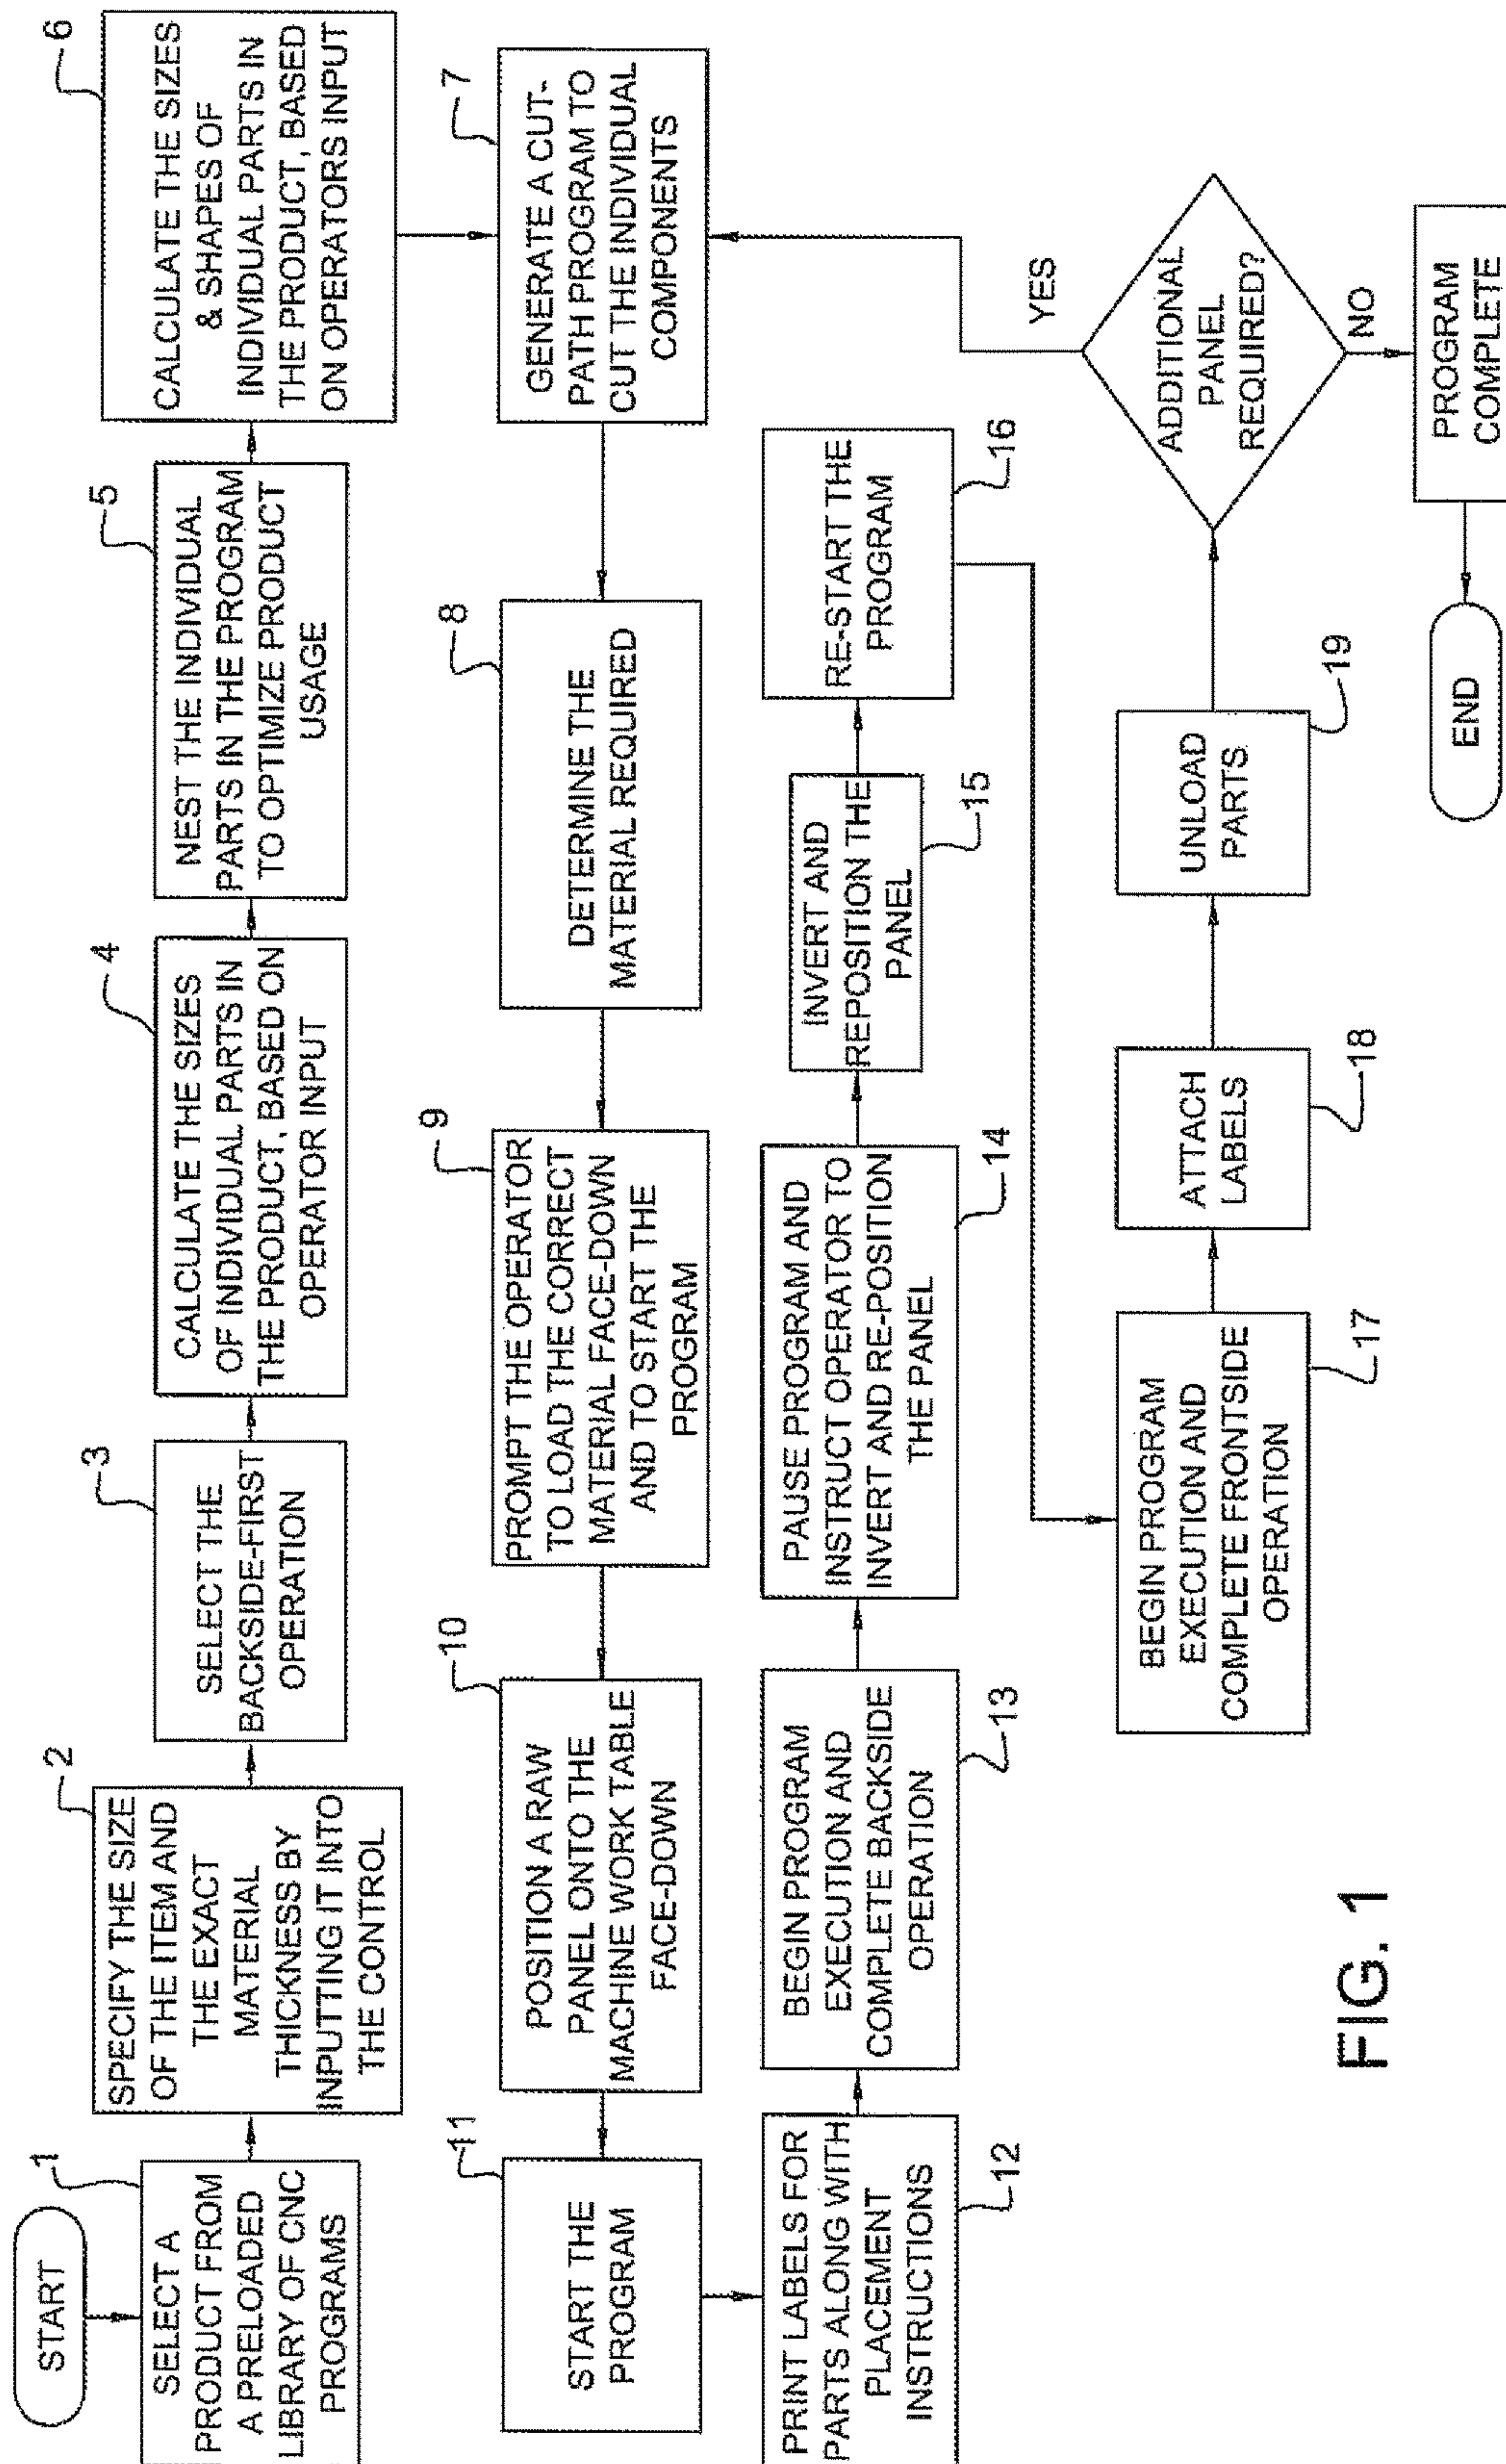 START
1
SELECT A
PRODUCT FROM
A PRELOADED
LIBRARY OF CNC
PROGRAMS
2
SPECIFY THE SIZE
OF THE ITEM AND
THE EXACT
MATERIAL
THICKNESS BY
INPUTTING IT INTO
THE CONTROL
3
SELECT THE
BACKSIDE-FIRST
OPERATION
4
CALCULATE THE SIZES
OF INDIVIDUAL PARTS IN
THE PRODUCT, BASED ON
OPERATOR INPUT
5
NEST THE INDIVIDUAL
PARTS IN THE PROGRAM
TO OPTIMIZE PRODUCT
USAGE
6
CALCULATE THE SIZES
& SHAPES OF
INDIVIDUAL PARTS IN
THE PRODUCT, BASED
ON OPERATORS INPUT
7
GENERATE A CUT-
PATH PROGRAM TO
CUT THE INDIVIDUAL
COMPONENTS
8
DETERMINE THE
MATERIAL REQUIRED
9
PROMPT THE OPERATOR
TO LOAD THE CORRECT
MATERIAL FACE-DOWN
AND TO START THE
PROGRAM
10
POSITION A RAW
PANEL ONTO THE
MACHINE WORK TABLE
FACE-DOWN
11
START THE
PROGRAM
PRINT LABELS FOR
PARTS ALONG WITH
PLACEMENT
INSTRUCTIONS
12
BEGIN PROGRAM
EXECUTION AND
COMPLETE BACKSIDE
OPERATION
13
PAUSE PROGRAM AND
INSTRUCT OPERATOR TO
INVERT AND RE-POSITION
THE PANEL
14
INVERT AND
REPOSITION THE
PANEL
15
RE-START THE
PROGRAM
16
BEGIN PROGRAM
EXECUTION AND
COMPLETE FRONTSIDE
OPERATION
17
ATTACH
LABELS
18
UNLOAD
PARTS
19
ADDITIONAL
PANEL
REQUIRED?
YES
NO
PROGRAM
COMPLETE
END
FIG. 1